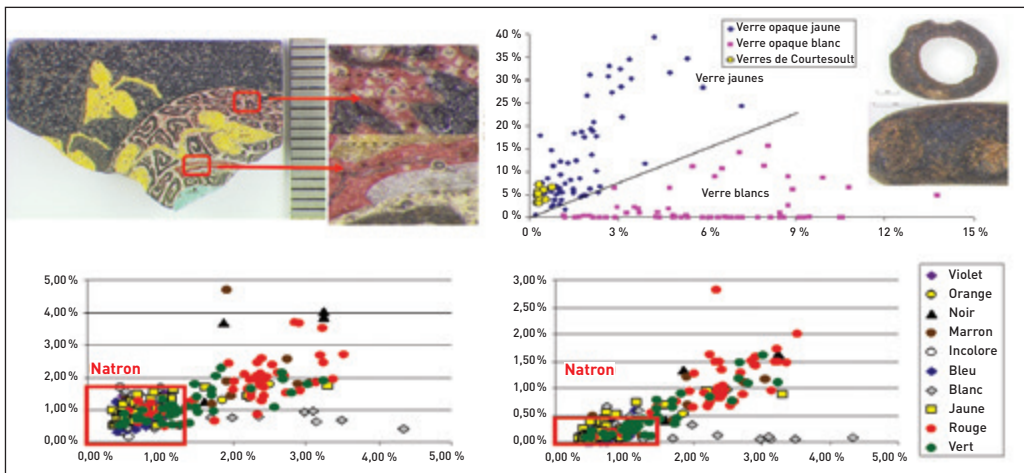 40 %
35 %
30 %
25 %
20 %
15 %
10 %
5 %
0 %
0 %
3 %
6 %
9 %
12 %
15 %
Verre opaque jaune
Verre opaque blanc
Verres de Courtesoult
Verre jaunes
Verre blancs
5,00 %
4,00 %
3,00 %
2,00 %
1,00 %
0,00 %
Natron
0,00 %
1,00 %
2,00 %
3,00 %
4,00 %
5,00 %
3,00 %
2,50 %
2,00 %
1,50 %
1,00 %
0,50 %
0,00 %
Natron
0,00 %
1,00 %
2,00 %
3,00 %
4,00 %
5,00 %
Violet
Orange
Noir
Marron
Incolore
Bleu
Blanc
Jaune
Rouge
Vert